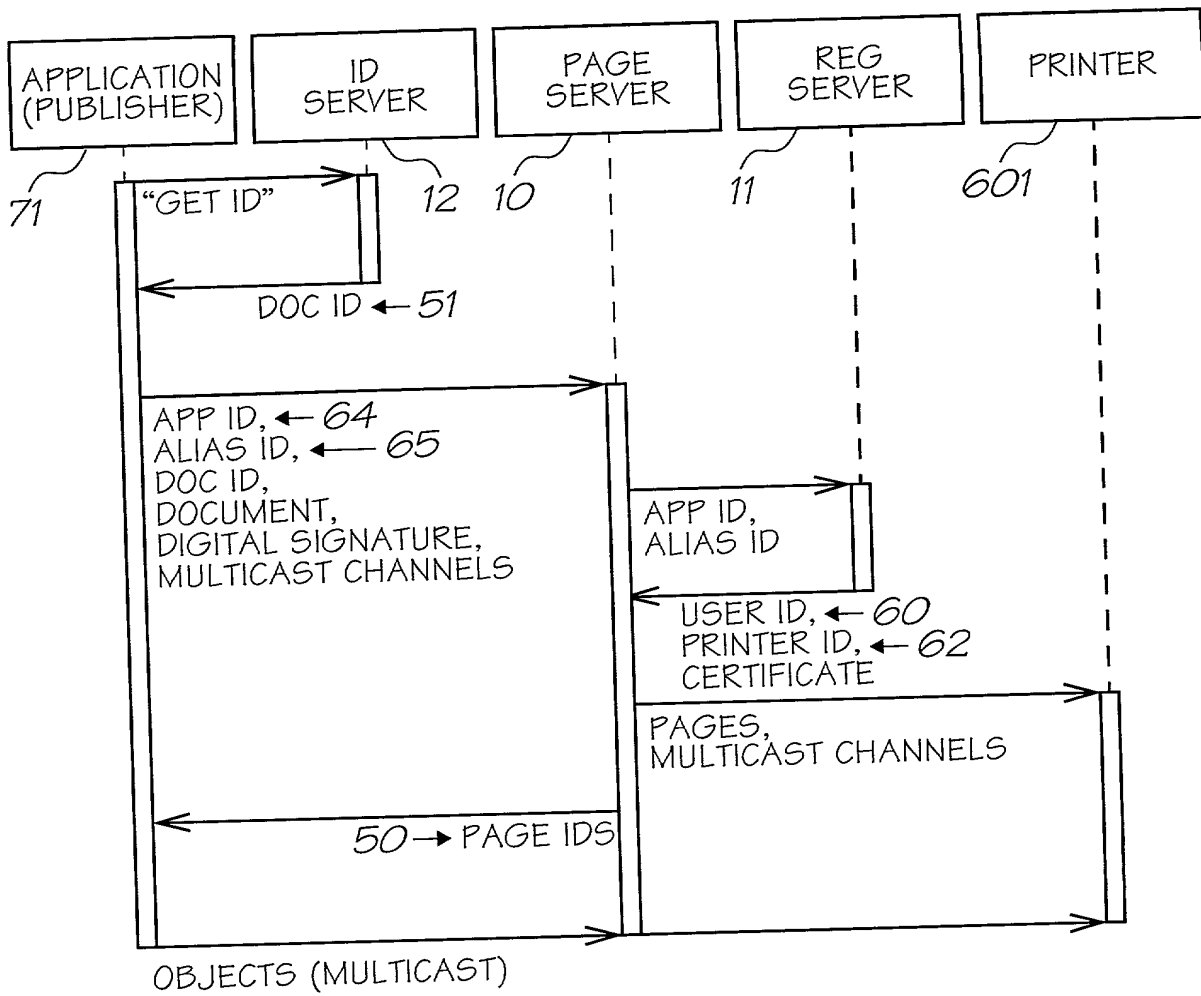 APPLICATION
(PUBLISHER)
ID
SERVER
PAGE
SERVER
REG
SERVER
PRINTER
71
12
10
11
601
"GET ID"
DOC ID ← 51
APP ID, ← 64
ALIAS ID, ← 65
DOC ID,
DOCUMENT,
DIGITAL SIGNATURE,
MULTICAST CHANNELS
APP ID,
ALIAS ID
USER ID, ← 60
PRINTER ID, ← 62
CERTIFICATE
PAGES,
MULTICAST CHANNELS
50 → PAGE IDS
OBJECTS (MULTICAST)